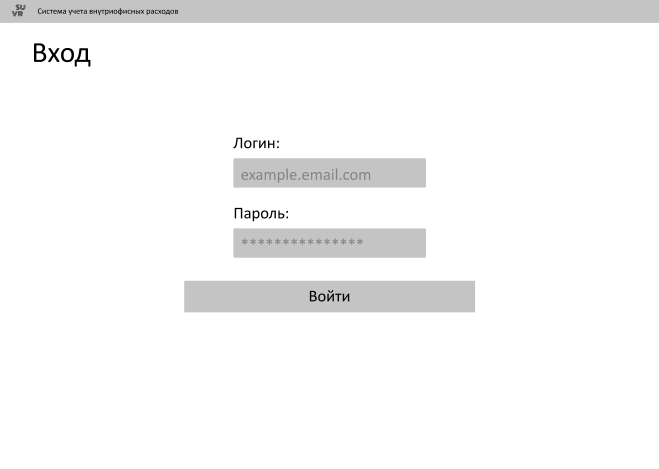 SU
VR
Система учета внутриофисных расходов
Вход
Логин:
example.email.com
Пароль:
***************
Войти